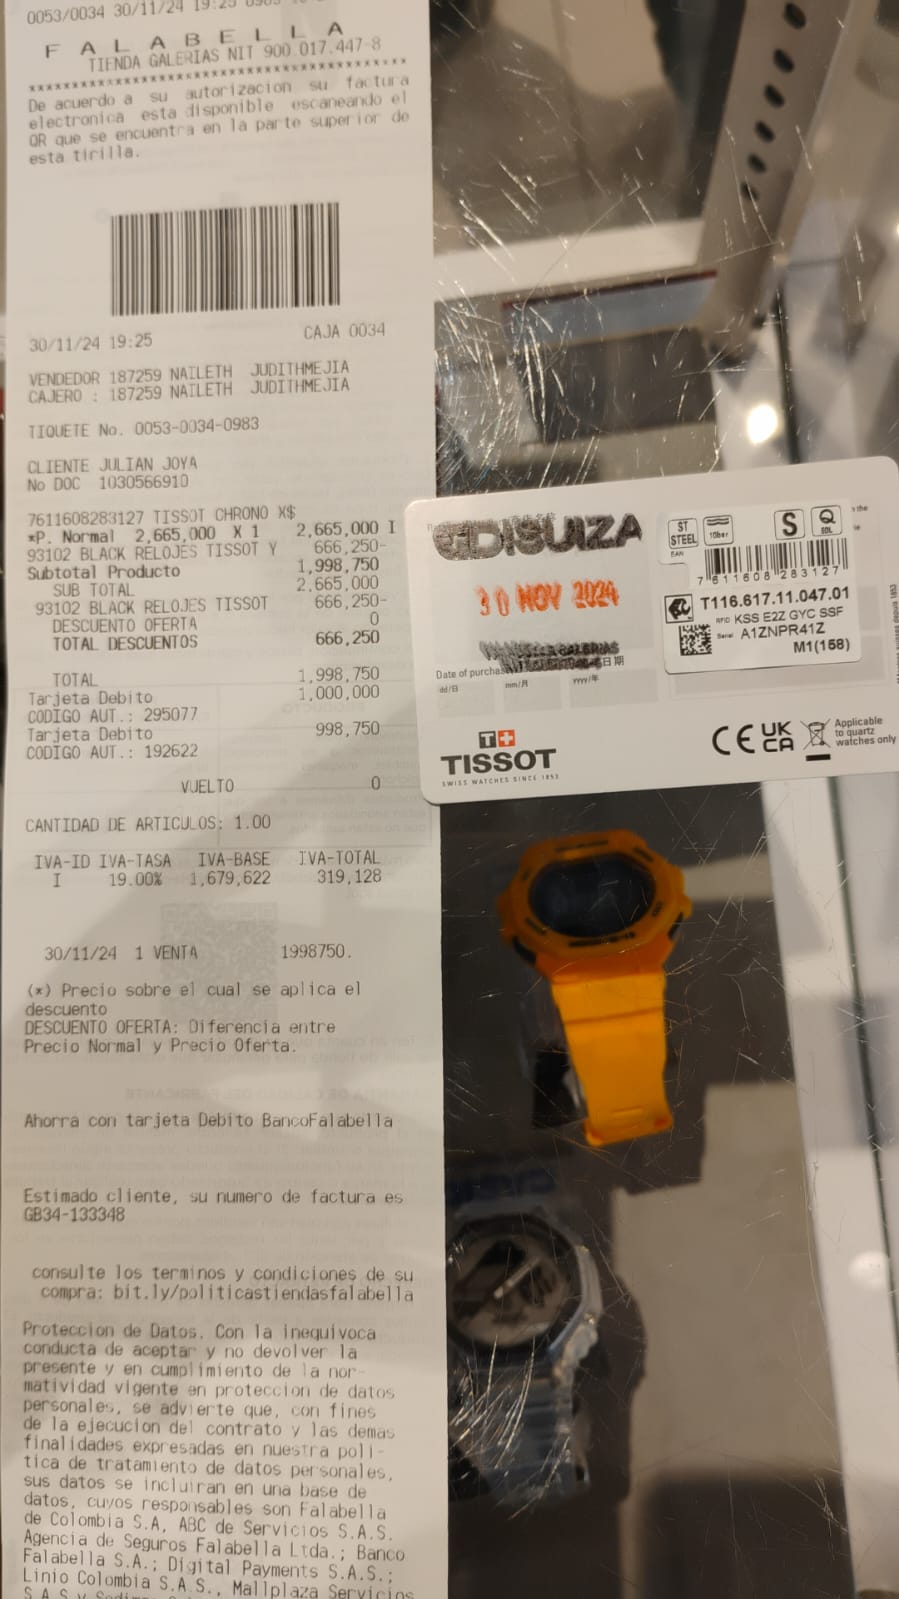 0053/0034 30/11/24 19:25 0983
F A L A B E L L A
TIENDA GALERIAS NIT 900.017.447-8
****************************************
De acuerdo a su autorizacion su factura
electronica esta disponible escaneando el
QR que se encuentra en la parte superior de
esta tirilla.
30/11/24 19:25 CAJA 0034
VENDEDOR 187259 NAILETH JUDITHMEJIA
CAJERO : 187259 NAILETH JUDITHMEJIA
TIQUETE No. 0053-0034-0983
CLIENTE JULIAN JOYA
No DOC 1030566910
7611608283127 TISSOT CHRONO X$
*P. Normal 2,665,000 X 1 2,665,000 I
93102 BLACK RELOJES TISSOT Y 666,250-
Subtotal Producto 1,998,750
SUB TOTAL 2,665,000
93102 BLACK RELOJES TISSOT 666,250-
DESCUENTO OFERTA 0
TOTAL DESCUENTOS 666,250
TOTAL 1,998,750
Tarjeta Debito 1,000,000
CODIGO AUT.: 295077
Tarjeta Debito 998,750
CODIGO AUT.: 192622
VUELTO 0
CANTIDAD DE ARTICULOS: 1.00
IVA-ID IVA-TASA IVA-BASE IVA-TOTAL
I 19.00% 1,679,622 319,128
30/11/24 1 VENTA 1998750.
(*) Precio sobre el cual se aplica el
descuento
DESCUENTO OFERTA: Diferencia entre
Precio Normal y Precio Oferta.
Ahorra con tarjeta Debito BancoFalabella
Estimado cliente, su numero de factura es
GB34-133348
consulte los terminos y condiciones de su
compra: bit.ly/politicastiendasfalabella
Proteccion de Datos. Con la inequivoca
conducta de aceptar y no devolver la
presente y en cumplimiento de la nor-
matividad vigente en proteccion de datos
personales, se advierte que, con fines
de la ejecucion del contrato y las demas
finalidades expresadas en nuestra poli-
tica de tratamiento de datos personales,
sus datos se incluiran en una base de
datos, cuyos responsables son Falabella
de Colombia S.A, ABC de Servicios S.A.S.
Agencia de Seguros Falabella Ltda.; Banco
Falabella S.A.; Digital Payments S.A.S.;
Linio Colombia S.A.S., Mallplaza Servicios
EDISUIZA
30 NOV 2024
Date of purchase 日期
dd/日 mm/月 yyyy/年
ST STEEL 10bar S Q SOL
EAN
7 611608 283127
T116.617.11.047.01
RFID KSS E2Z GYC SSF
Serial A1ZNPR41Z
M1(158)
T+
TISSOT
SWISS WATCHES SINCE 1853
CE UK CA
Applicable
to quartz
watches only